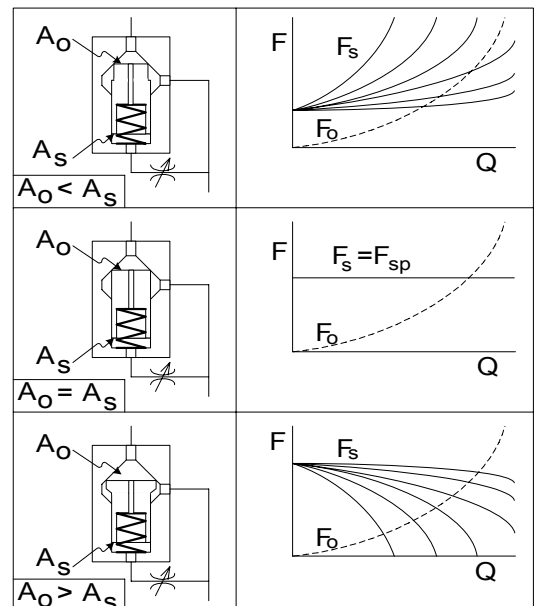 Aₒ
Aₛ
Aₒ < Aₛ
F
Fₛ
Fₒ
Q
Aₒ
Aₛ
Aₒ = Aₛ
F
Fₛ = Fₛₚ
Fₒ
Q
Aₒ
Aₛ
Aₒ > Aₛ
F
Fₛ
Fₒ
Q